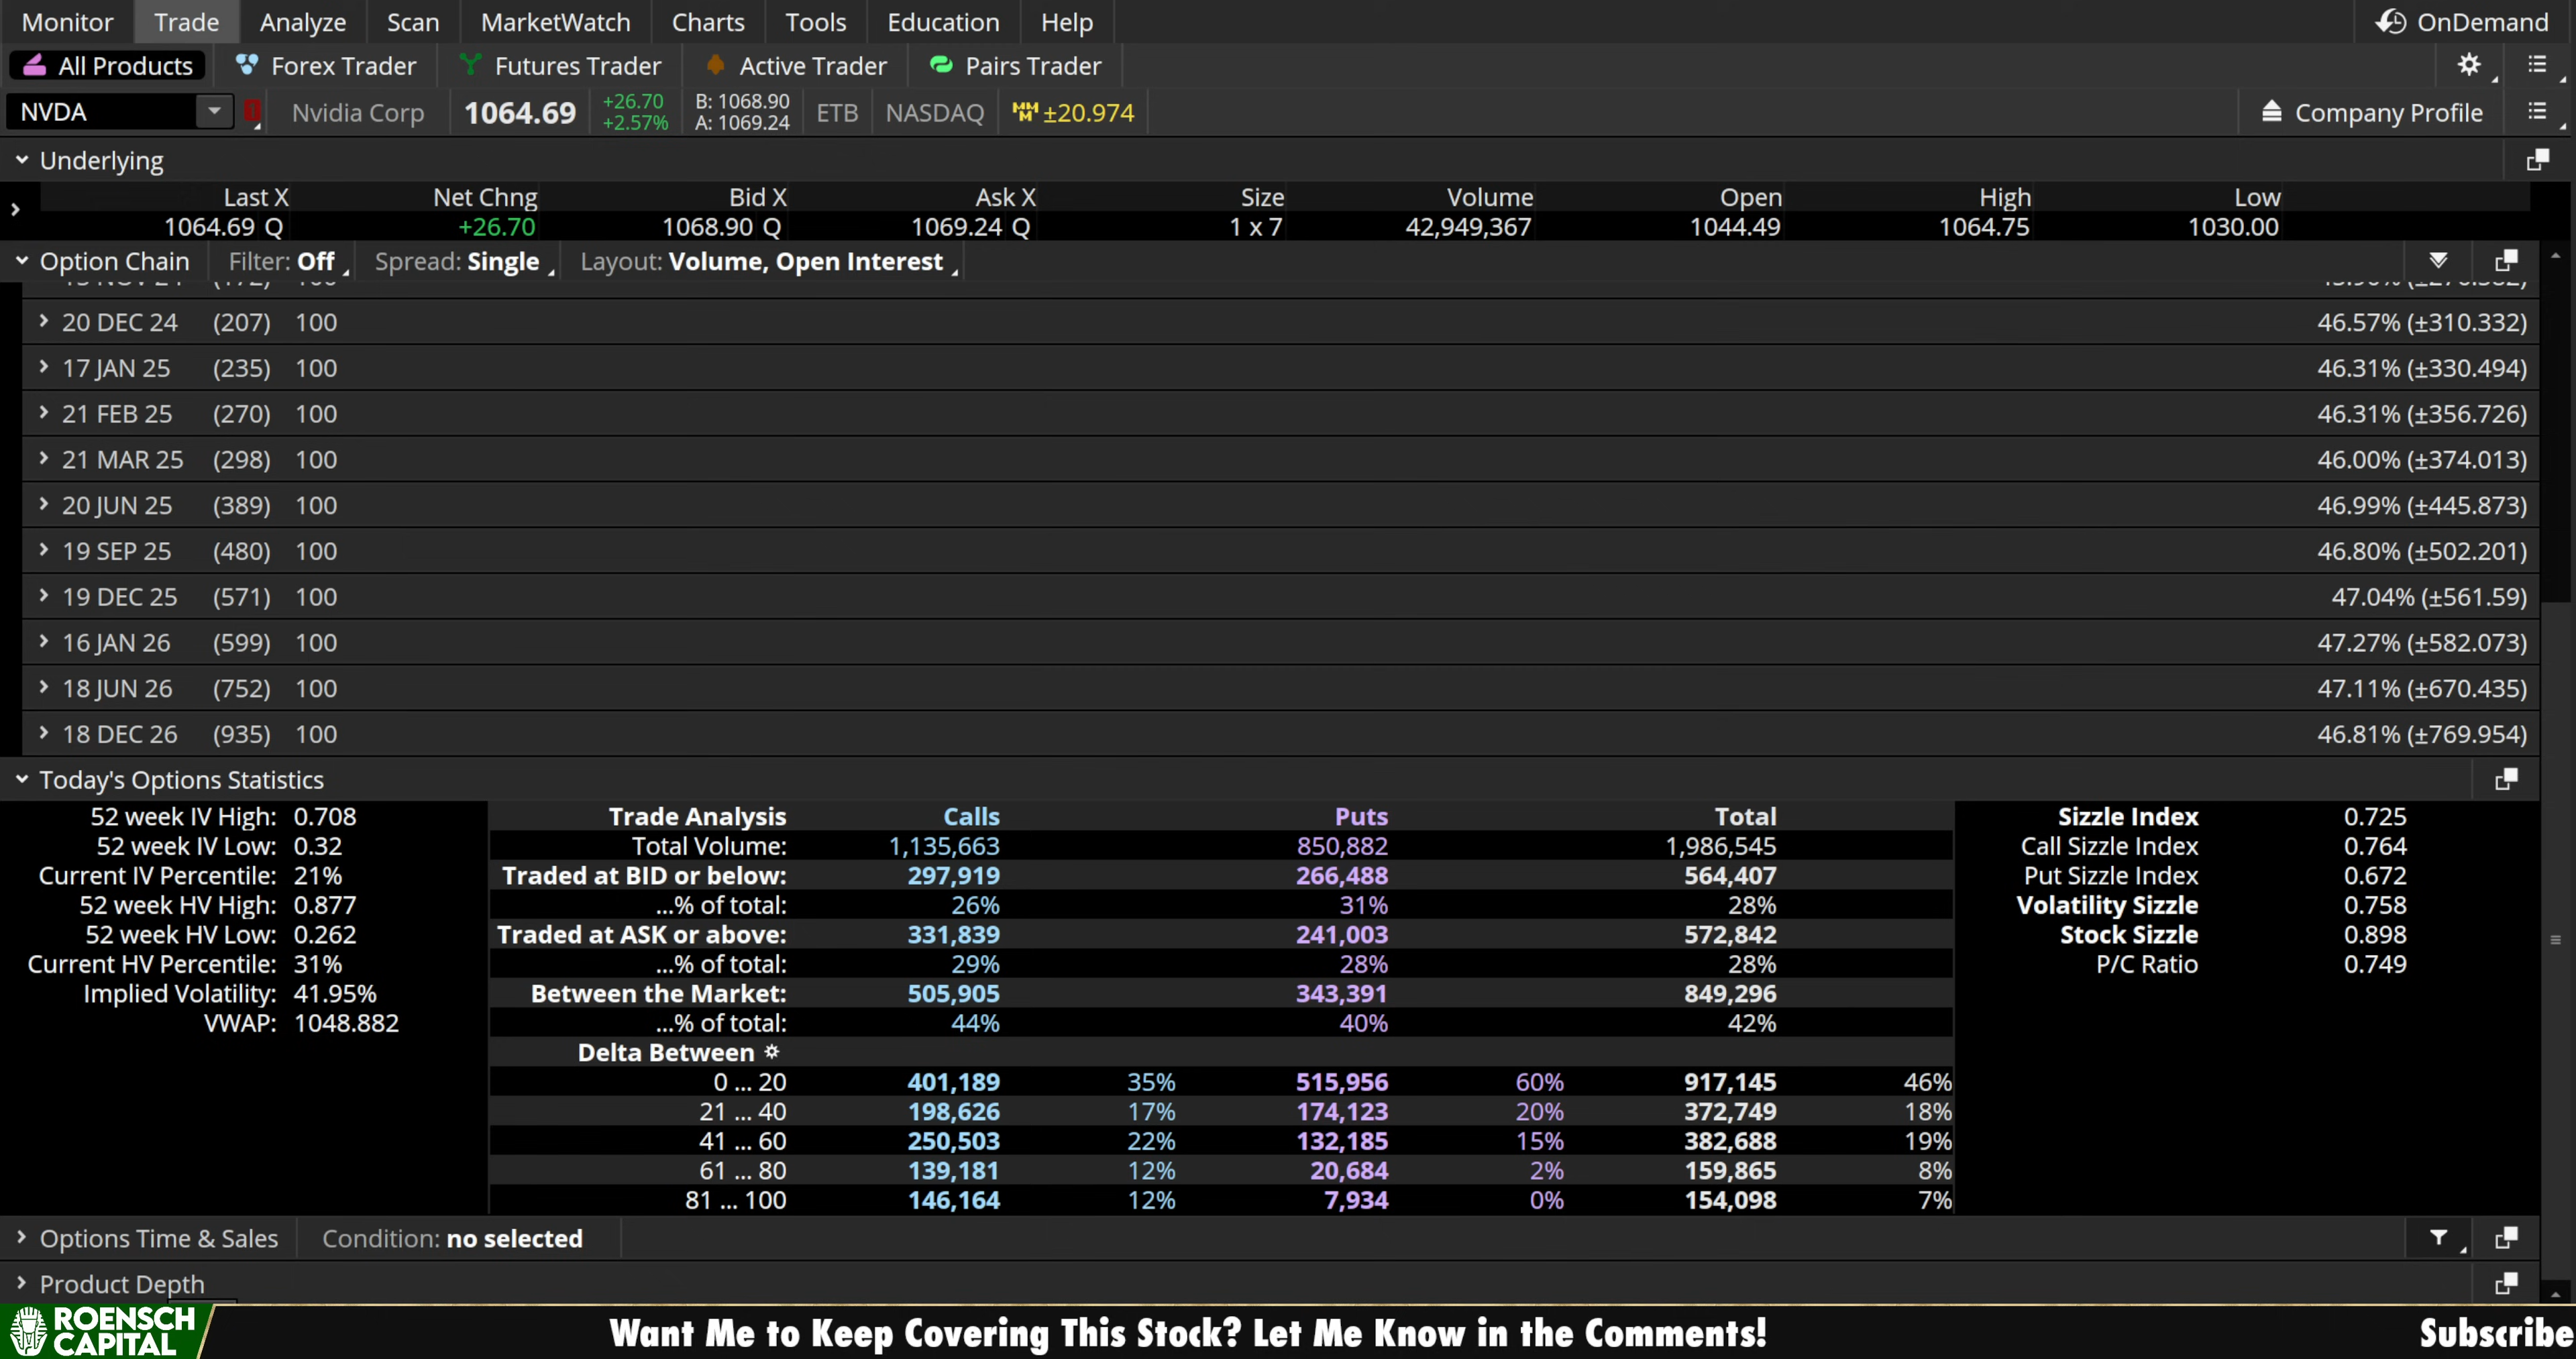 Monitor Trade Analyze Scan MarketWatch Charts Tools Education Help OnDemand
All Products Forex Trader Futures Trader Active Trader Pairs Trader
NVDA Nvidia Corp 1064.69 +26.70 +2.57% B: 1068.90 A: 1069.24 ETB NASDAQ ±20.974 Company Profile
Underlying
Last X Net Chng Bid X Ask X Size Volume Open High Low
1064.69 Q +26.70 1068.90 Q 1069.24 Q 1 x 7 42,949,367 1044.49 1064.75 1030.00
Option Chain Filter: Off Spread: Single Layout: Volume, Open Interest
20 DEC 24 (207) 100 46.57% (±310.332)
17 JAN 25 (235) 100 46.31% (±330.494)
21 FEB 25 (270) 100 46.31% (±356.726)
21 MAR 25 (298) 100 46.00% (±374.013)
20 JUN 25 (389) 100 46.99% (±445.873)
19 SEP 25 (480) 100 46.80% (±502.201)
19 DEC 25 (571) 100 47.04% (±561.59)
16 JAN 26 (599) 100 47.27% (±582.073)
18 JUN 26 (752) 100 47.11% (±670.435)
18 DEC 26 (935) 100 46.81% (±769.954)
Today's Options Statistics
52 week IV High: 0.708 Trade Analysis Calls Puts Total Sizzle Index 0.725
52 week IV Low: 0.32 Total Volume: 1,135,663 850,882 1,986,545 Call Sizzle Index 0.764
Current IV Percentile: 21% Traded at BID or below: 297,919 266,488 564,407 Put Sizzle Index 0.672
52 week HV High: 0.877 ...% of total: 26% 31% 28% Volatility Sizzle 0.758
52 week HV Low: 0.262 Traded at ASK or above: 331,839 241,003 572,842 Stock Sizzle 0.898
Current HV Percentile: 31% ...% of total: 29% 28% 28% P/C Ratio 0.749
Implied Volatility: 41.95% Between the Market: 505,905 343,391 849,296
VWAP: 1048.882 ...% of total: 44% 40% 42%
Delta Between
0 ... 20 401,189 35% 515,956 60% 917,145 46%
21 ... 40 198,626 17% 174,123 20% 372,749 18%
41 ... 60 250,503 22% 132,185 15% 382,688 19%
61 ... 80 139,181 12% 20,684 2% 159,865 8%
81 ... 100 146,164 12% 7,934 0% 154,098 7%
Options Time & Sales Condition: no selected
Product Depth
ROENSCH CAPITAL Want Me to Keep Covering This Stock? Let Me Know in the Comments! Subscribe